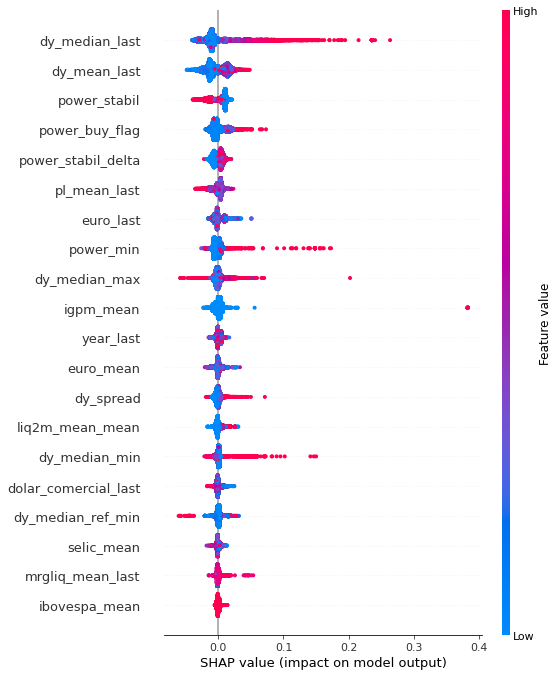 High
dy_median_last
dy_mean_last
power_stabil
power_buy_flag
power_stabil_delta
pl_mean_last
euro_last
power_min
dy_median_max
igpm_mean
year_last
euro_mean
dy_spread
liq2m_mean_mean
dy_median_min
dolar_comercial_last
dy_median_ref_min
selic_mean
mrgliq_mean_last
ibovespa_mean
Feature value
Low
0.0 0.1 0.2 0.3 0.4
SHAP value (impact on model output)